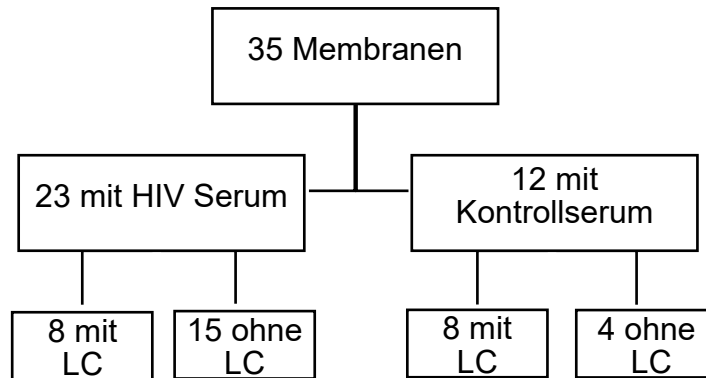 35 Membranen
23 mit HIV Serum
12 mit
Kontrollserum
8 mit
LC
15 ohne
LC
8 mit
LC
4 ohne
LC